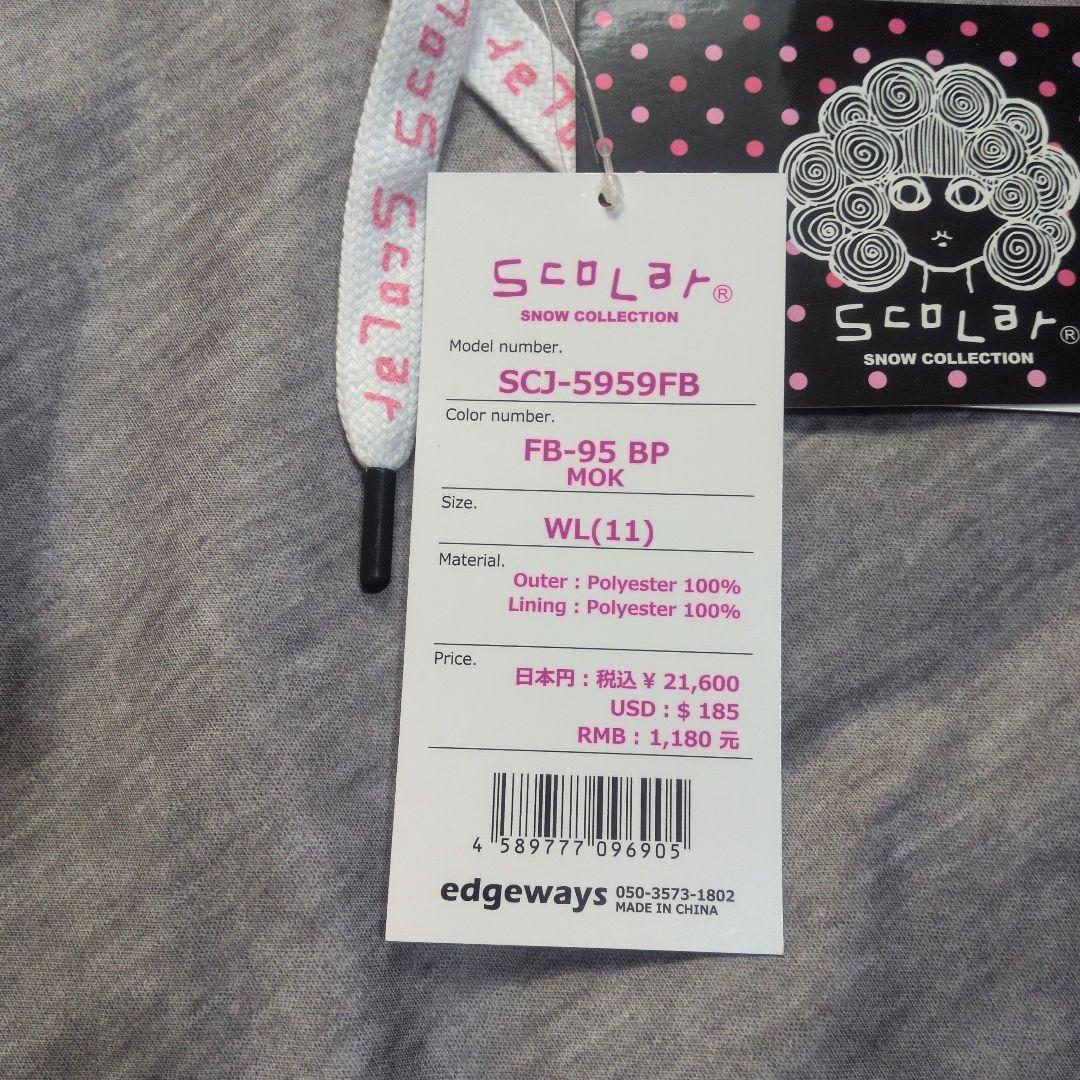 ScoLar
ScoLar
ScoLar®
SNOW COLLECTION
ScoLar®
SNOW COLLECTION
Model number.
SCJ-5959FB
Color number.
FB-95 BP
MOK
Size.
WL(11)
Material.
Outer : Polyester 100%
Lining : Polyester 100%
Price.
日本円 : 税込 ¥ 21,600
USD : $ 185
RMB : 1,180 元
4 589777 096905
edgeways 050-3573-1802
MADE IN CHINA